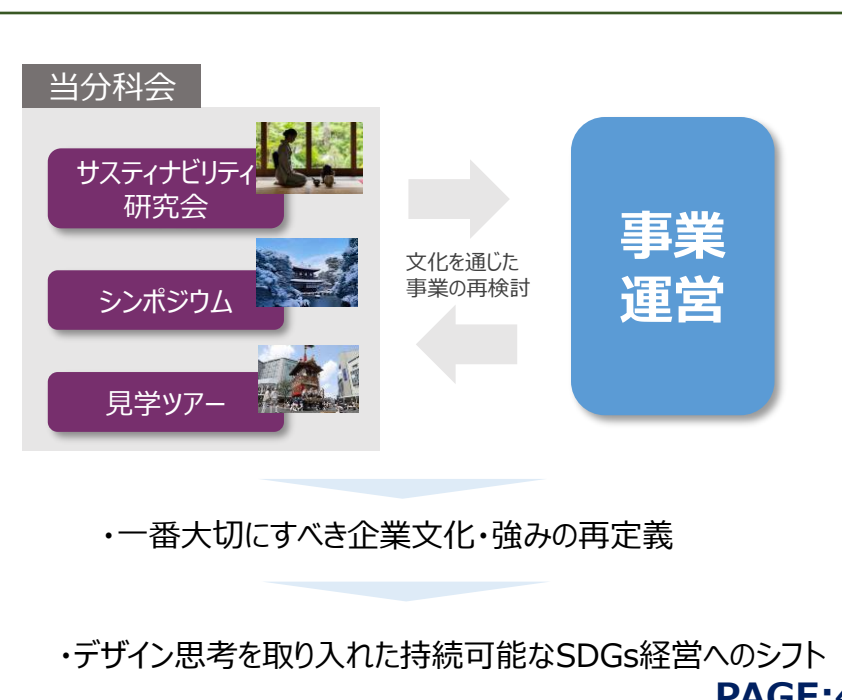 当分科会
サスティナビリティ
研究会
シンポジウム
見学ツアー
文化を通じた
事業の再検討
事業
運営
・一番大切にすべき企業文化・強みの再定義
・デザイン思考を取り入れた持続可能なSDGs経営へのシフト
PAGE: